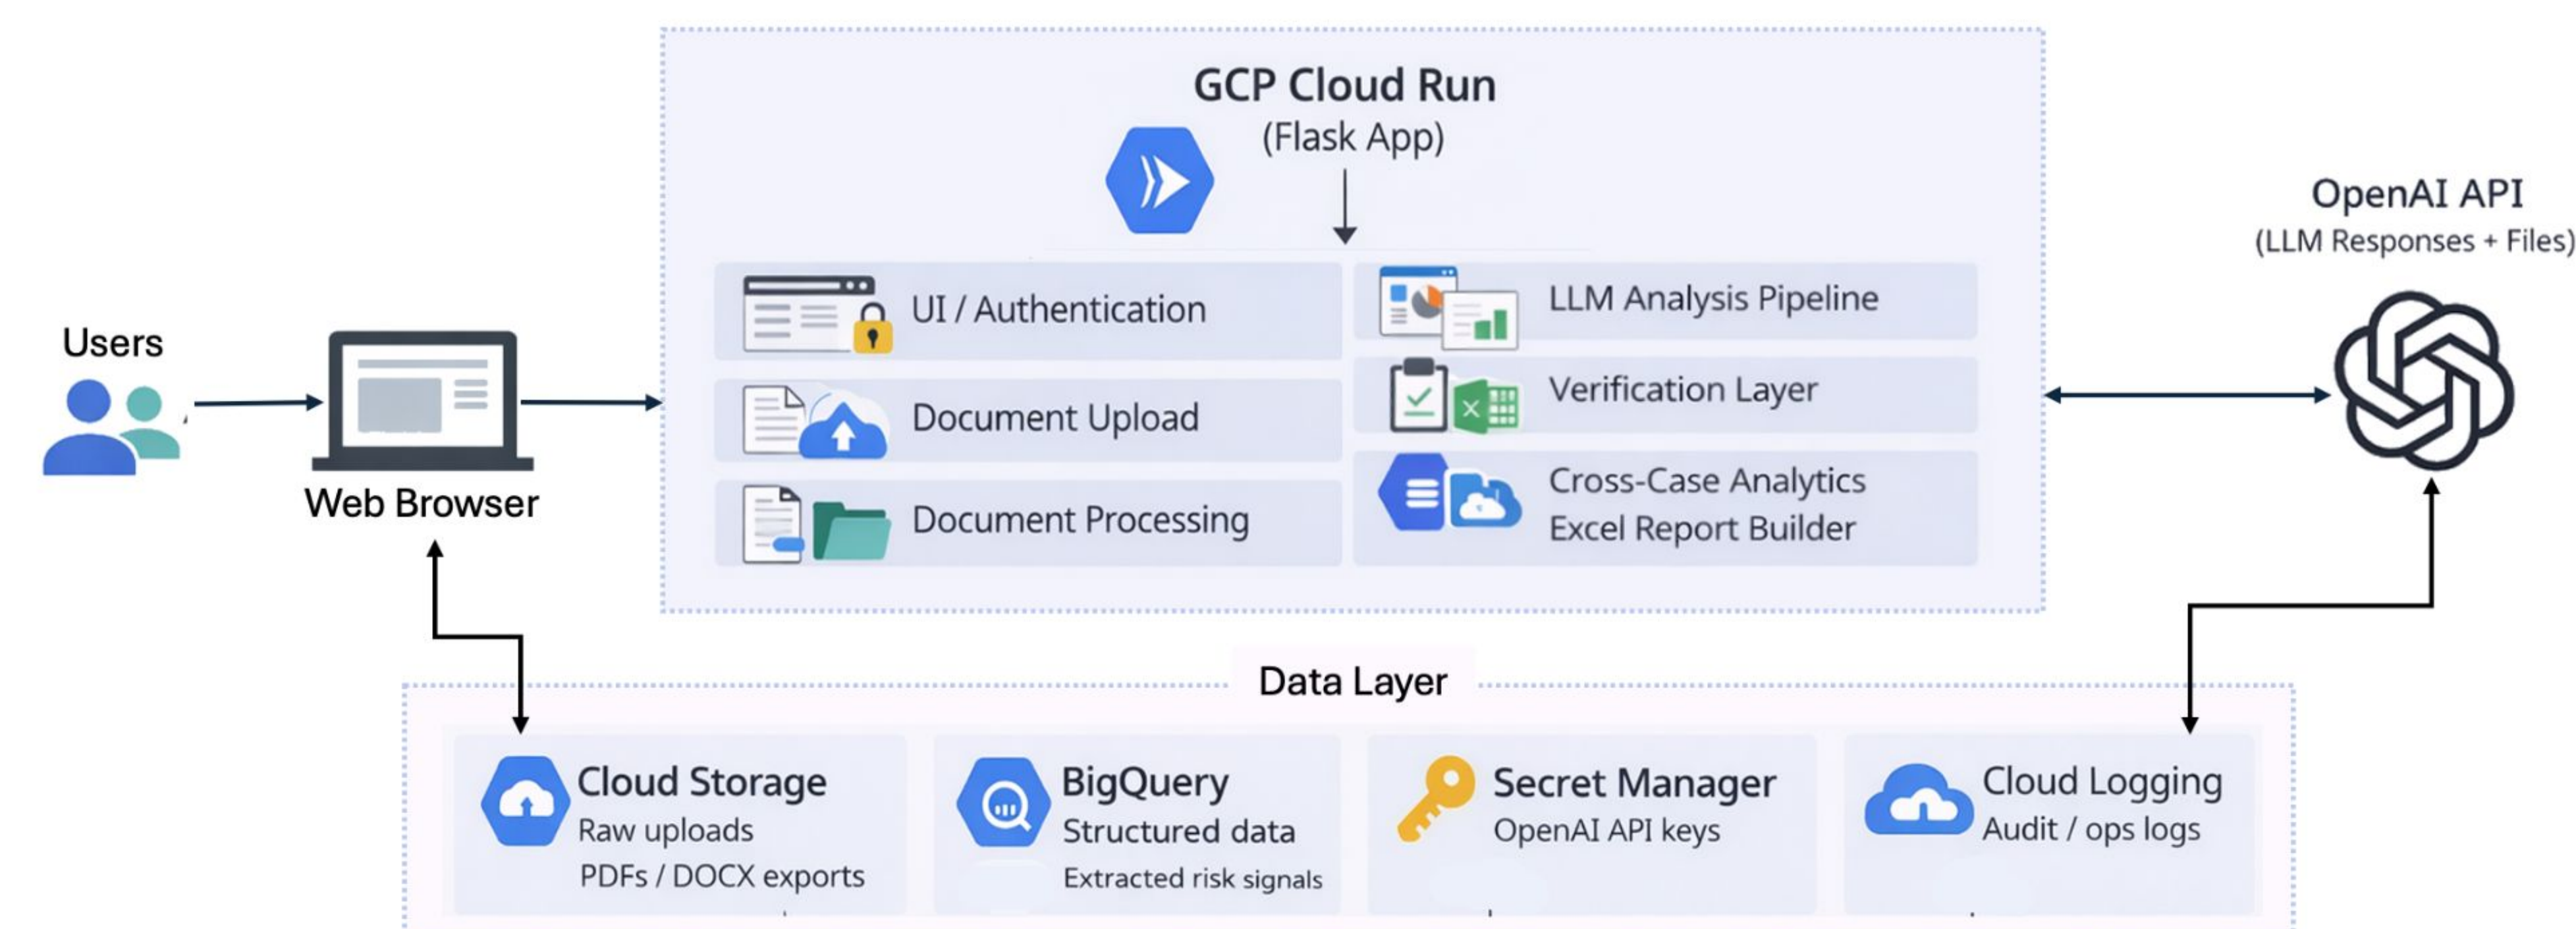 GCP Cloud Run
(Flask App)
UI / Authentication
Document Upload
Document Processing
LLM Analysis Pipeline
Verification Layer
Cross-Case Analytics
Excel Report Builder
OpenAI API
(LLM Responses + Files)
Users
Web Browser
Data Layer
Cloud Storage
Raw uploads
PDFs / DOCX exports
BigQuery
Structured data
Extracted risk signals
Secret Manager
OpenAI API keys
Cloud Logging
Audit / ops logs